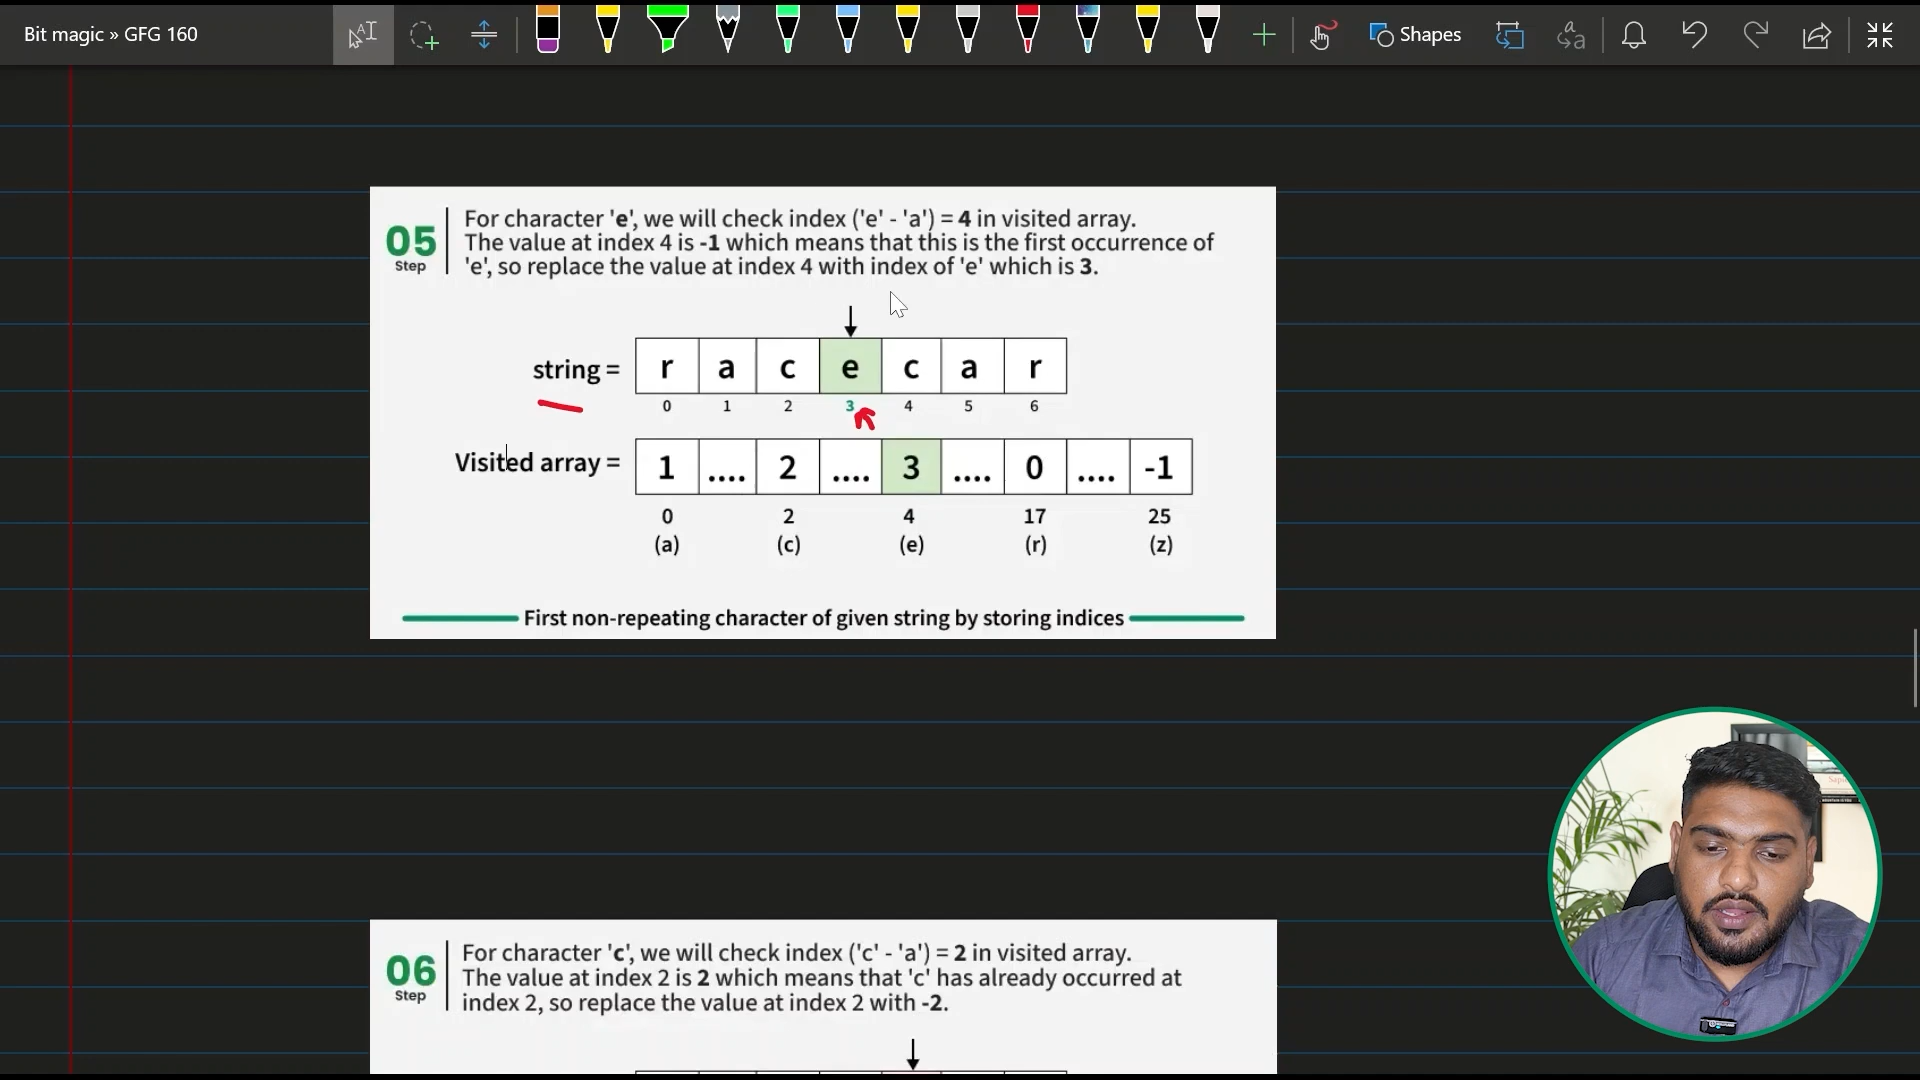 Bit magic » GFG 160
Shapes
05
Step
For character 'e', we will check index ('e' - 'a') = 4 in visited array.
The value at index 4 is -1 which means that this is the first occurrence of
'e', so replace the value at index 4 with index of 'e' which is 3.
string = r a c e c a r
0 1 2 3 4 5 6
Visited array = 1 .... 2 .... 3 .... 0 .... -1
0 2 4 17 25
(a) (c) (e) (r) (z)
First non-repeating character of given string by storing indices
06
Step
For character 'c', we will check index ('c' - 'a') = 2 in visited array.
The value at index 2 is 2 which means that 'c' has already occurred at
index 2, so replace the value at index 2 with -2.